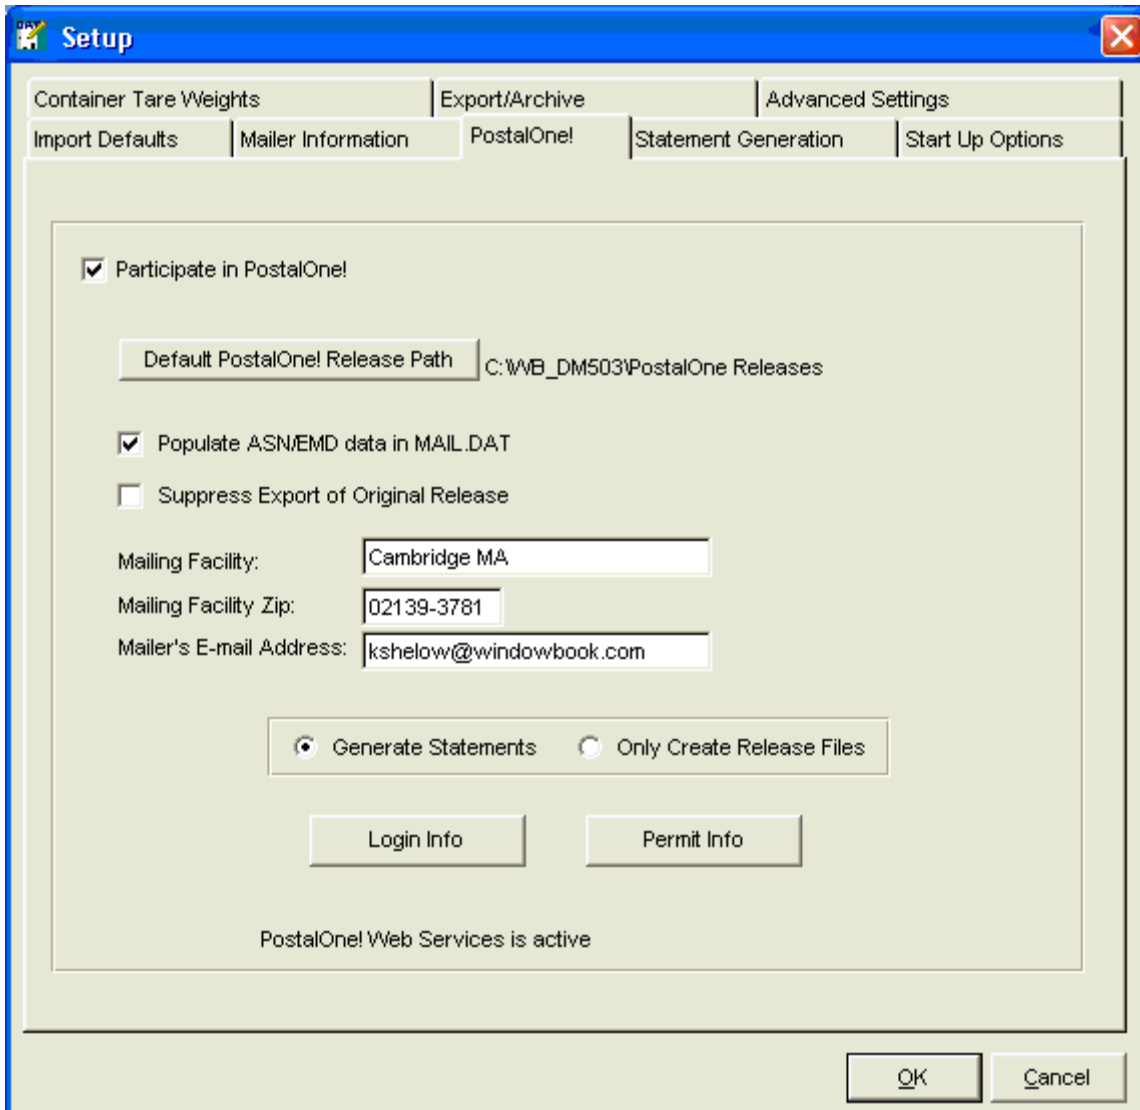 Setup
Container Tare Weights Export/Archive Advanced Settings
Import Defaults Mailer Information PostalOne! Statement Generation Start Up Options
Participate in PostalOne!
Default PostalOne! Release Path C:\WB_DM503\PostalOne Releases
Populate ASN/EMD data in MAIL.DAT
Suppress Export of Original Release
Mailing Facility: Cambridge MA
Mailing Facility Zip: 02139-3781
Mailer's E-mail Address: kshelow@windowbook.com
Generate Statements Only Create Release Files
Login Info Permit Info
PostalOne! Web Services is active
OK Cancel